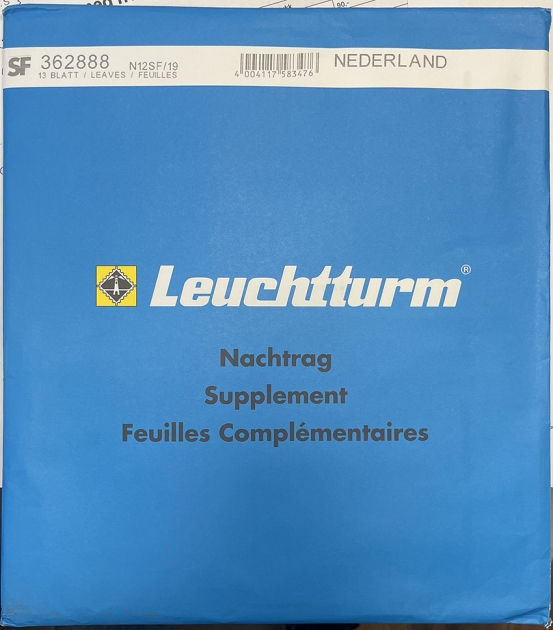 SF 362888 N12SF/19
13 BLATT / LEAVES / FEUILLES
4 004117 583476
NEDERLAND
Leuchtturm®
Nachtrag
Supplement
Feuilles Complémentaires